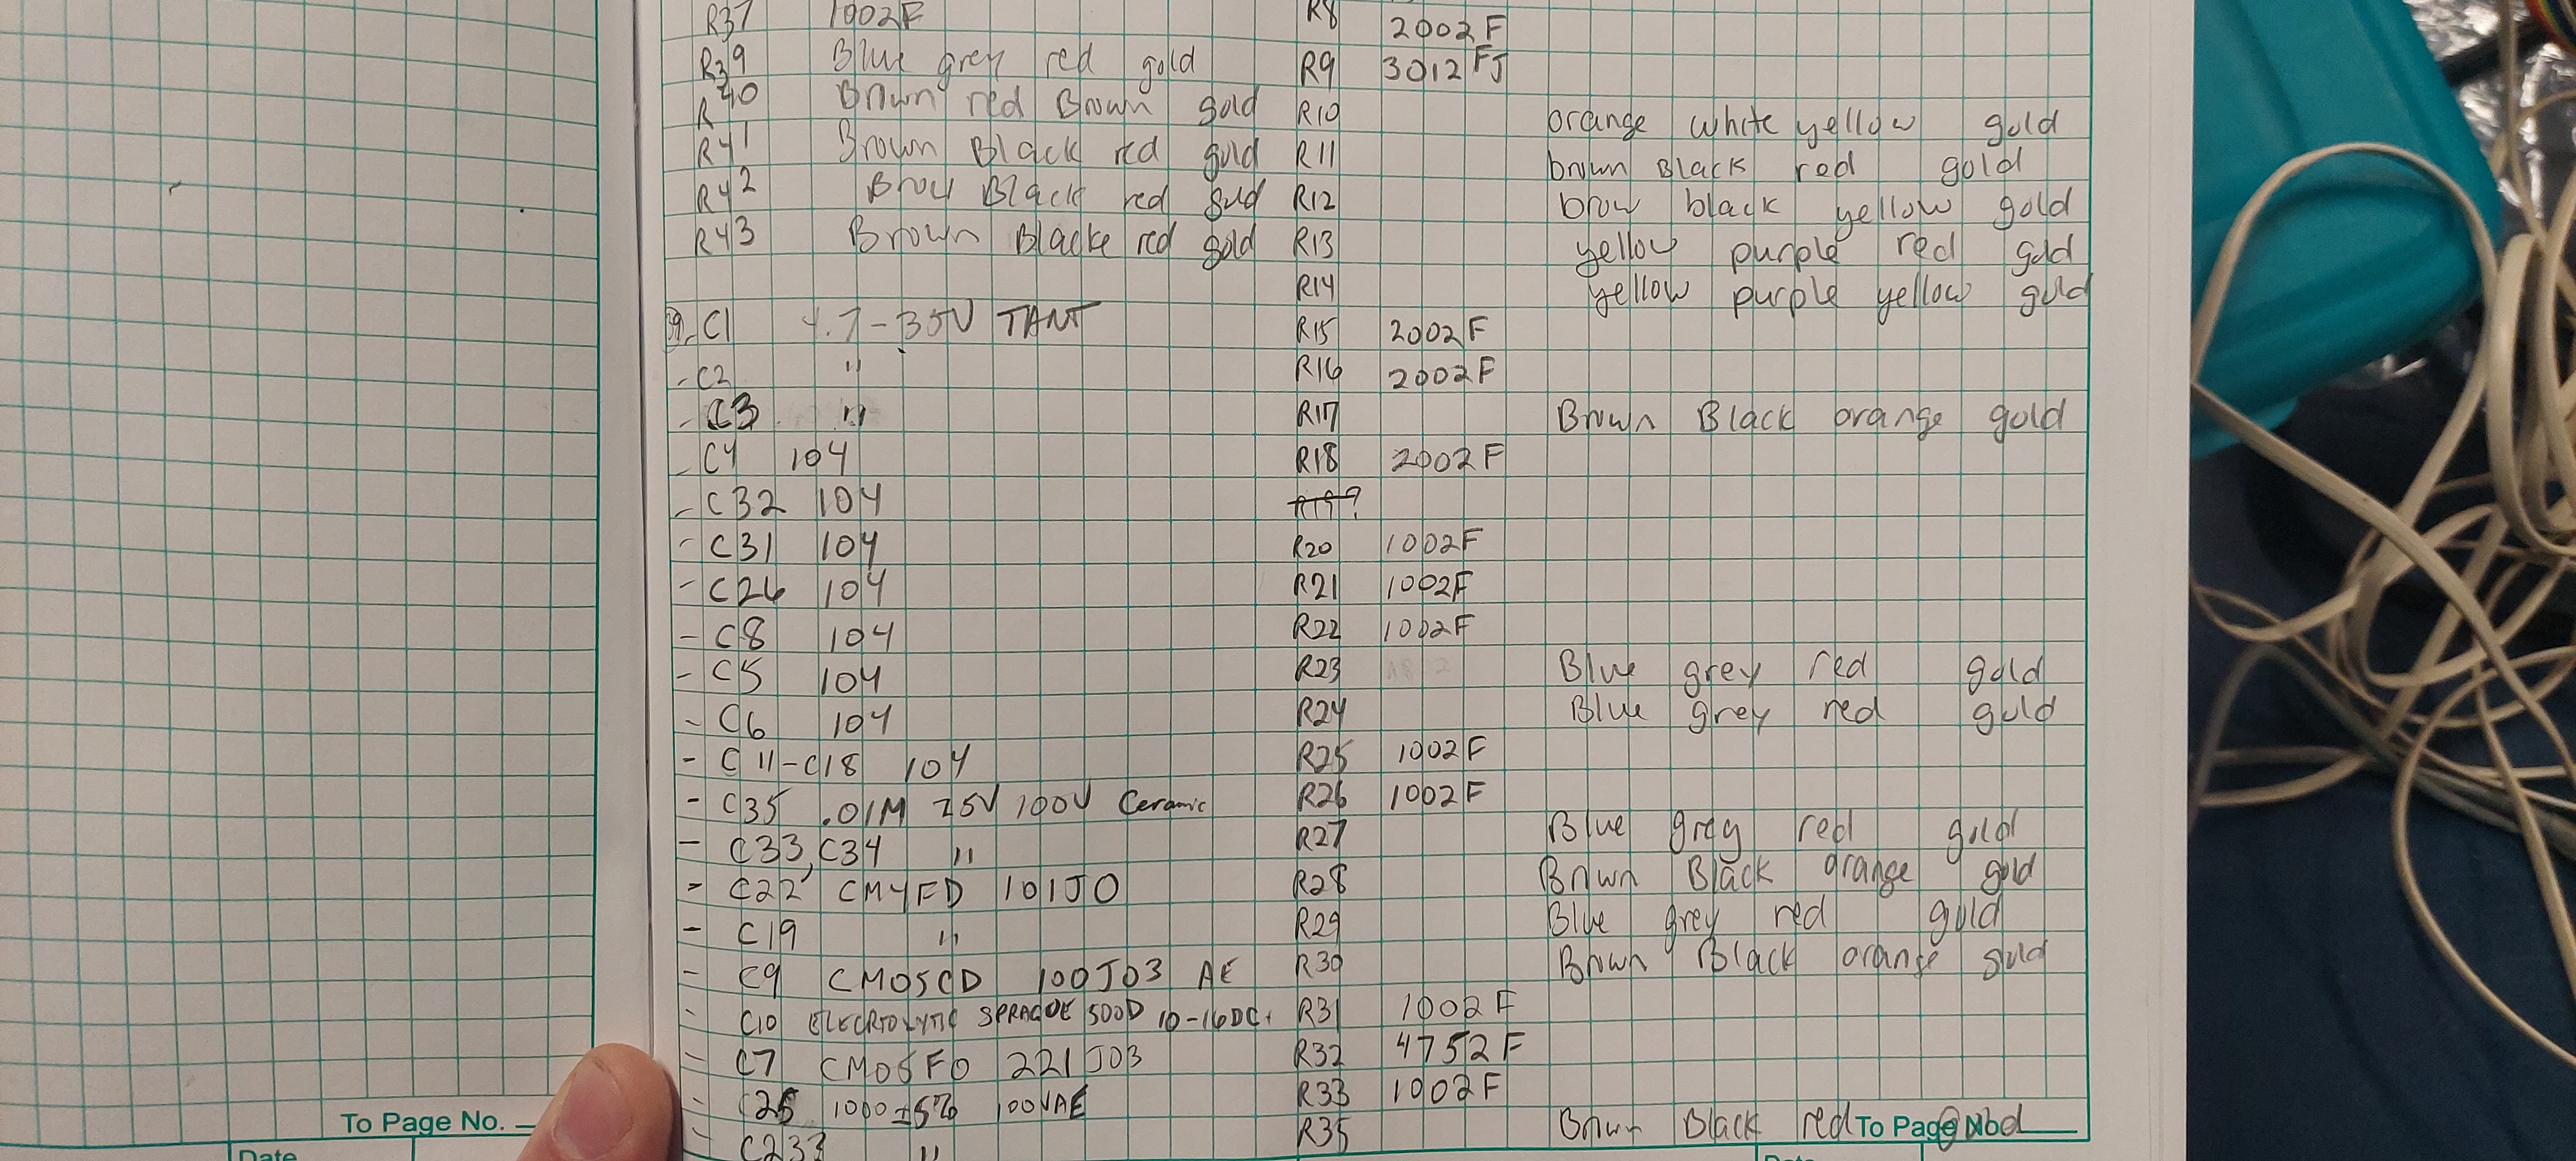 R37 1002F
R39 Blue grey red gold
R40 Brown red Brown gold
R41 Brown Black red gold
R42 Brow Black red gold
R43 Brown Blacke red gold
C1 4.7-35V TANT
- C2 "
- C3 "
- C4 104
- C32 104
- C31 104
- C26 104
- C8 104
- C5 104
- C6 104
- C11-C18 104
- C35 .01M 25V 100V Ceramic
- C33, C34 "
- C22 CM4FD 101J0
- C19 "
- C9 CM05CD 100J03 AE
- C10 ELECRTOLYTIC SPRAGUE 500D 10-16DC
- C7 CM05F0 221J03
- C25 1000 ±5% 100VAE
- C23? "
R8 2002F
R9 3012FJ
R10 orange white yellow gold
R11 brown Black red gold
R12 brow black yellow gold
R13 yellow purple red gold
R14 yellow purple yellow gold
R15 2002F
R16 2002F
R17 Brown Black orange gold
R18 2002F
R19?
R20 1002F
R21 1002F
R22 1002F
R23 Blue grey red gold
R24 Blue grey red gold
R25 1002F
R26 1002F
R27 Blue grey red gold
R28 Brown Black orange gold
R29 Blue grey red gold
R30 Brown Black orange gold
R31 1002F
R32 4752F
R33 1002F
R35 Brown Black red gold
To Page No.
To Page No.
Date
Date